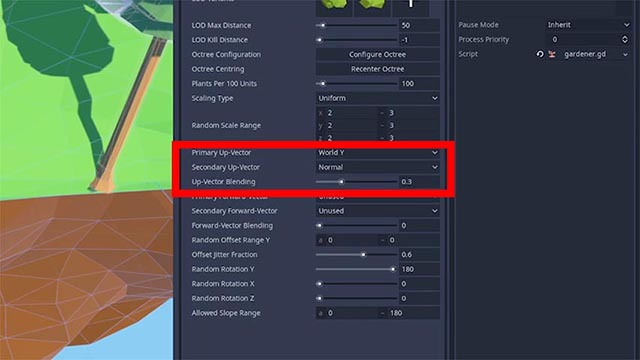 LOD Max Distance 50
LOD Kill Distance -1
Octree Configuration Configure Octree
Octree Centring Recenter Octree
Plants Per 100 Units 100
Scaling Type Uniform
x 2 ~ 3
Random Scale Range y 2 ~ 3
z 2 ~ 3
Primary Up-Vector World Y
Secondary Up-Vector Normal
Up-Vector Blending 0.3
Primary Forward-Vector Unused
Secondary Forward-Vector Unused
Forward-Vector Blending 0
Random Offset Range Y a 0 ~ 0
Offset Jitter Fraction 0.6
Random Rotation Y 180
Random Rotation X 0
Random Rotation Z 0
Allowed Slope Range a 0 ~ 180
Pause Mode Inherit
Process Priority 0
Script gardener.gd